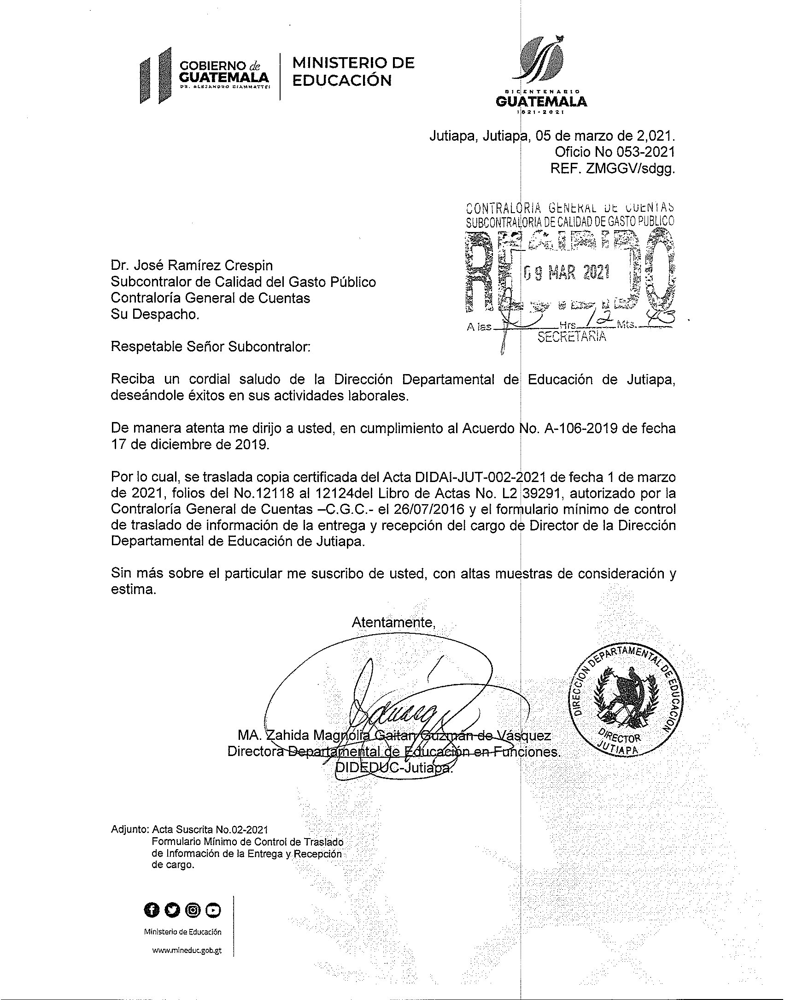 GOBIERNO de
GUATEMALA
DR. ALEJANDRO GIAMMATTEI
MINISTERIO DE
EDUCACIÓN
BICENTENARIO
GUATEMALA
1821-2021
Jutiapa, Jutiapa, 05 de marzo de 2,021.
Oficio No 053-2021
REF. ZMGGV/sdgg.
CONTRALORIA GENERAL DE CUENTAS
SUBCONTRALORIA DE CALIDAD DE GASTO PUBLICO
RECIBIDO
09 MAR 2021
A las Hrs 12 Mts. 43
SECRETARIA
Dr. José Ramírez Crespin
Subcontralor de Calidad del Gasto Público
Contraloría General de Cuentas
Su Despacho.
Respetable Señor Subcontralor:
Reciba un cordial saludo de la Dirección Departamental de Educación de Jutiapa,
deseándole éxitos en sus actividades laborales.
De manera atenta me dirijo a usted, en cumplimiento al Acuerdo No. A-106-2019 de fecha
17 de diciembre de 2019.
Por lo cual, se traslada copia certificada del Acta DIDAI-JUT-002-2021 de fecha 1 de marzo
de 2021, folios del No.12118 al 12124del Libro de Actas No. L2 39291, autorizado por la
Contraloría General de Cuentas –C.G.C.- el 26/07/2016 y el formulario mínimo de control
de traslado de información de la entrega y recepción del cargo de Director de la Dirección
Departamental de Educación de Jutiapa.
Sin más sobre el particular me suscribo de usted, con altas muestras de consideración y
estima.
Atentamente,
MA. Zahida Magnolia Gaitan Guzmán de Vásquez
Directora Departamental de Educación en Funciones.
DIDEDUC-Jutiapa.
DIRECCION DEPARTAMENTAL DE EDUCACION
DIRECTOR
JUTIAPA
Adjunto: Acta Suscrita No.02-2021
Formulario Mínimo de Control de Traslado
de Información de la Entrega y Recepción
de cargo.
Ministerio de Educación
www.mineduc.gob.gt